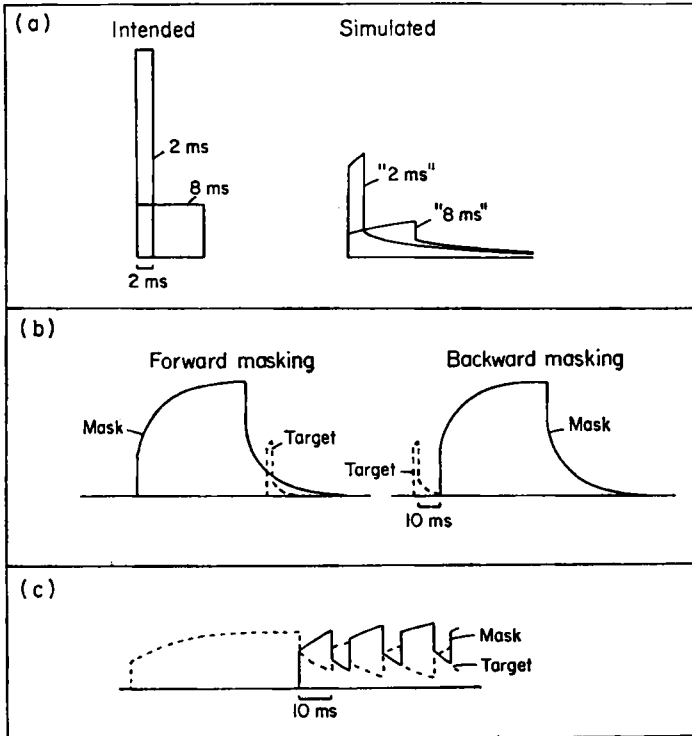 (a)
Intended
Simulated
2 ms
8 ms
"2 ms"
"8 ms"
2 ms
(b)
Forward masking
Backward masking
Mask
Target
Mask
Target
10 ms
(c)
Mask
Target
10 ms